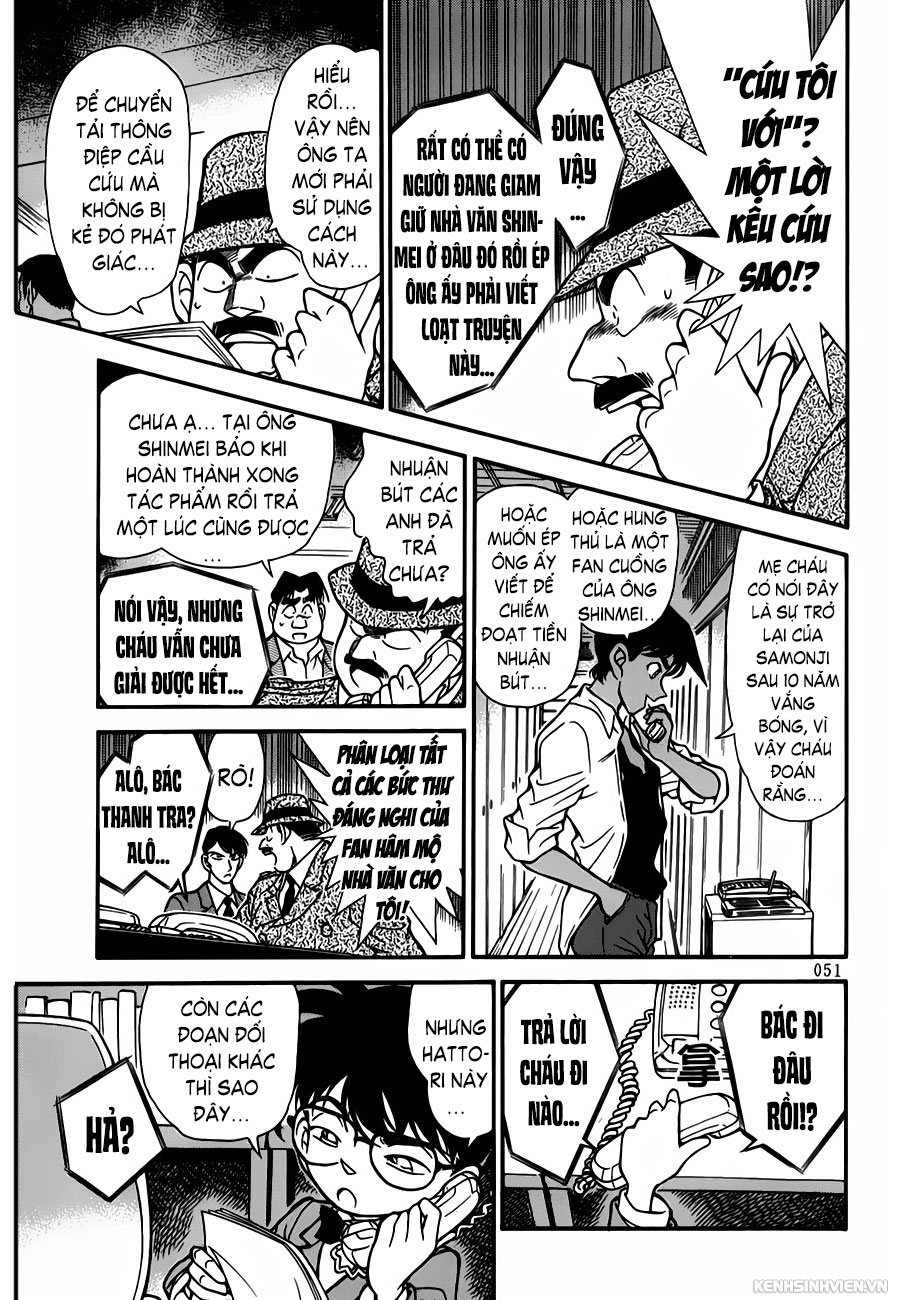 "CỨU TÔI
VỚI"?
MỘT LỜI
KÊU CỨU
SAO!?
ĐÚNG
VẬY
...
RẤT CÓ THỂ CÓ
NGƯỜI ĐANG GIAM
GIỮ NHÀ VĂN SHIN-
MEI Ở ĐÂU ĐÓ RỒI ÉP
ÔNG ẤY PHẢI VIẾT
LOẠT TRUYỆN
NÀY...
HIỂU
RỒI...
VẬY NÊN
ÔNG TA
MỚI PHẢI
SỬ DỤNG
CÁCH
NÀY...
ĐỂ CHUYỂN
TẢI THÔNG
ĐIỆP CẦU
CỨU MÀ
KHÔNG BỊ
KẺ ĐÓ PHÁT
GIÁC...
MẸ CHÁU
CÓ NÓI ĐÂY
LÀ SỰ TRỞ
LẠI CỦA
SAMONJI
SAU 10 NĂM
VẮNG
BÓNG, VÌ
VẬY CHÁU
ĐOÁN
RẰNG...
HOẶC HUNG
THỦ LÀ MỘT
FAN CUỒNG
CỦA ÔNG
SHINMEI..
HOẶC
MUỐN ÉP
ÔNG ẤY
VIẾT ĐỂ
CHIẾM
ĐOẠT TIỀN
NHUẬN
BÚT...
NHUẬN
BÚT CÁC
ANH ĐÃ
TRẢ
CHƯA?
CHƯA Ạ... TẠI ÔNG
SHINMEI BẢO KHI
HOÀN THÀNH XONG
TÁC PHẨM RỒI TRẢ
MỘT LÚC CŨNG ĐƯỢC
...
NÓI VẬY, NHƯNG
CHÁU VẪN CHƯA
GIẢI ĐƯỢC HẾT...
PHÂN LOẠI TẤT
CẢ CÁC BỨC THƯ
ĐÁNG NGHI CỦA
FAN HÂM MỘ
NHÀ VĂN CHO
TÔI!
RÕ!
ALÔ, BÁC
THANH TRA?
ALÔ...
051
BÁC ĐI
ĐÂU
RỒI!?
TRẢ LỜI
CHÁU ĐI
NÀO...
NHƯNG
HATTO-
RI NÀY
...
CÒN CÁC
ĐOẠN ĐỐI
THOẠI KHÁC
THÌ SAO
ĐÂY...
HẢ?
KENHSINHVIEN.VN